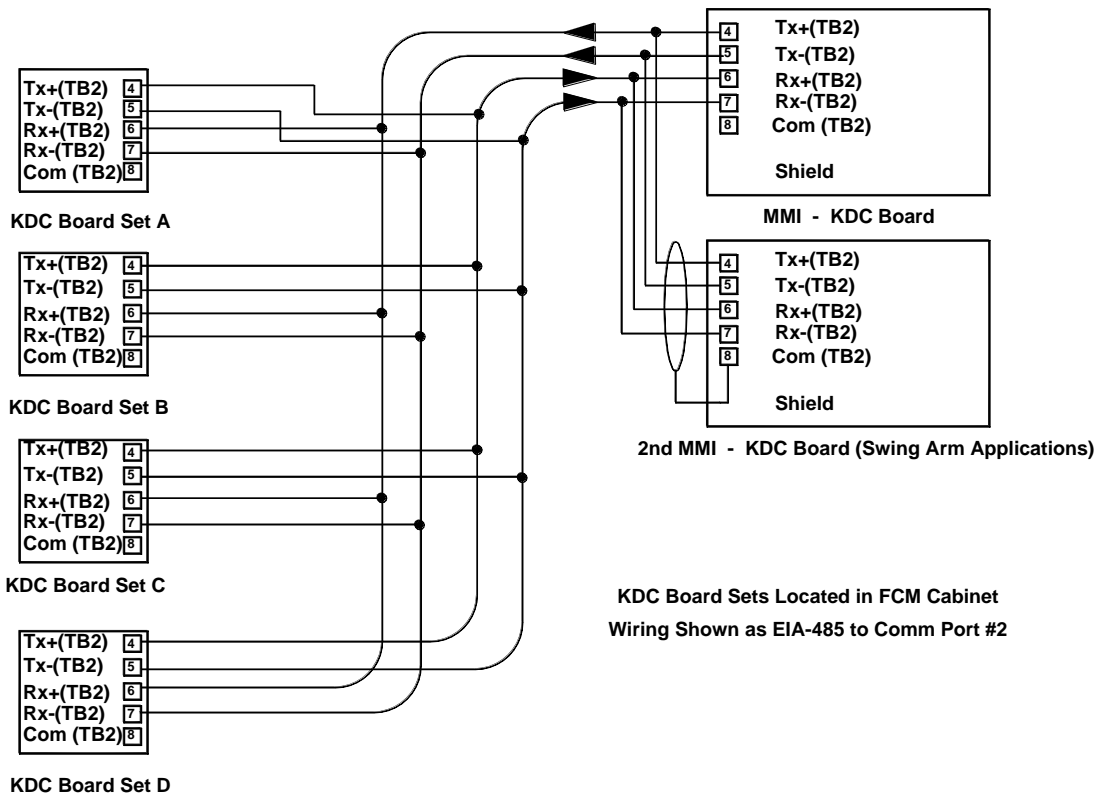 Tx+(TB2) 4
Tx-(TB2) 5
Rx+(TB2) 6
Rx-(TB2) 7
Com (TB2) 8
KDC Board Set A
Tx+(TB2) 4
Tx-(TB2) 5
Rx+(TB2) 6
Rx-(TB2) 7
Com (TB2) 8
KDC Board Set B
Tx+(TB2) 4
Tx-(TB2) 5
Rx+(TB2) 6
Rx-(TB2) 7
Com (TB2) 8
KDC Board Set C
Tx+(TB2) 4
Tx-(TB2) 5
Rx+(TB2) 6
Rx-(TB2) 7
Com (TB2) 8
KDC Board Set D
4 Tx+(TB2)
5 Tx-(TB2)
6 Rx+(TB2)
7 Rx-(TB2)
8 Com (TB2)
Shield
MMI - KDC Board
4 Tx+(TB2)
5 Tx-(TB2)
6 Rx+(TB2)
7 Rx-(TB2)
8 Com (TB2)
Shield
2nd MMI - KDC Board (Swing Arm Applications)
KDC Board Sets Located in FCM Cabinet
Wiring Shown as EIA-485 to Comm Port #2